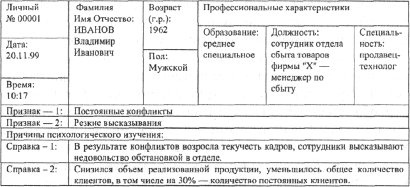 Личный
№ 00001
Дата:
20.11.99
Время:
10:17
Фамилия
Имя Отчество:
ИВАНОВ
Владимир
Иванович
Возраст
(г.р.):
1962
Пол:
Мужской
Профессиональные характеристики
Образование:
среднее
специальное
Должность:
сотрудник отдела
сбыта товаров
фирмы "X" —
менеджер по
сбыту
Специаль-
ность:
продавец-
технолог
Признак — 1: Постоянные конфликты
Признак — 2: Резкие высказывания
Причины психологического изучения:
Справка – 1: В результате конфликтов возросла текучесть кадров, сотрудники высказывают
недовольство обстановкой в отделе.
Справка – 2: Снизился объем реализованной продукции, уменьшилось общее количество
клиентов, в том числе на 30% — количество постоянных клиентов.